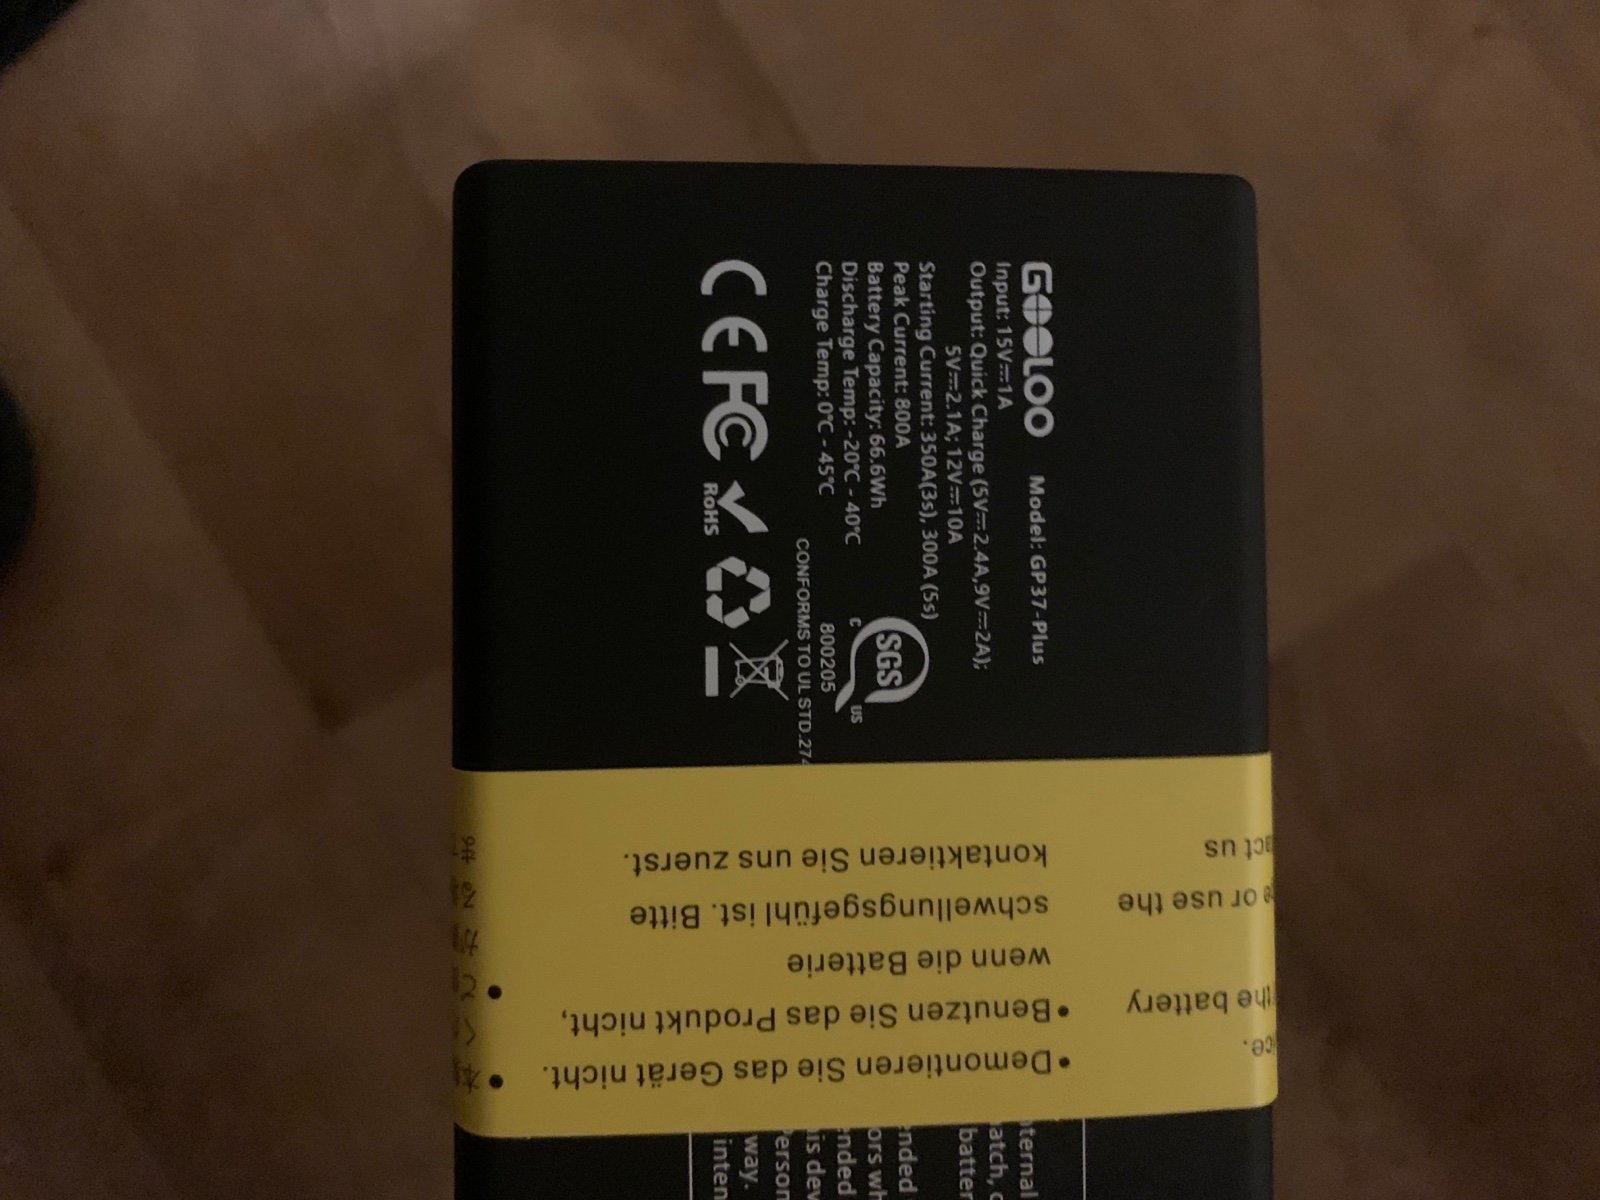 GOOLOO Model: GP37-Plus
Input: 15V⎓1A
Output: Quick Charge (5V⎓2.4A,9V⎓2A);
5V⎓2.1A; 12V⎓10A
Starting Current: 350A(3s), 300A (5s)
Peak Current: 800A
Battery Capacity: 66.6Wh
Discharge Temp: -20℃ - 40℃
Charge Temp: 0℃ - 45℃
SGS
C US
800205
CONFORMS TO UL STD.274
CE FC RoHS
• Demontieren Sie das Gerät nicht.
• Benutzen Sie das Produkt nicht,
wenn die Batterie
schwellungsgefühl ist. Bitte
kontaktieren Sie uns zuerst.
the battery
or use the
us